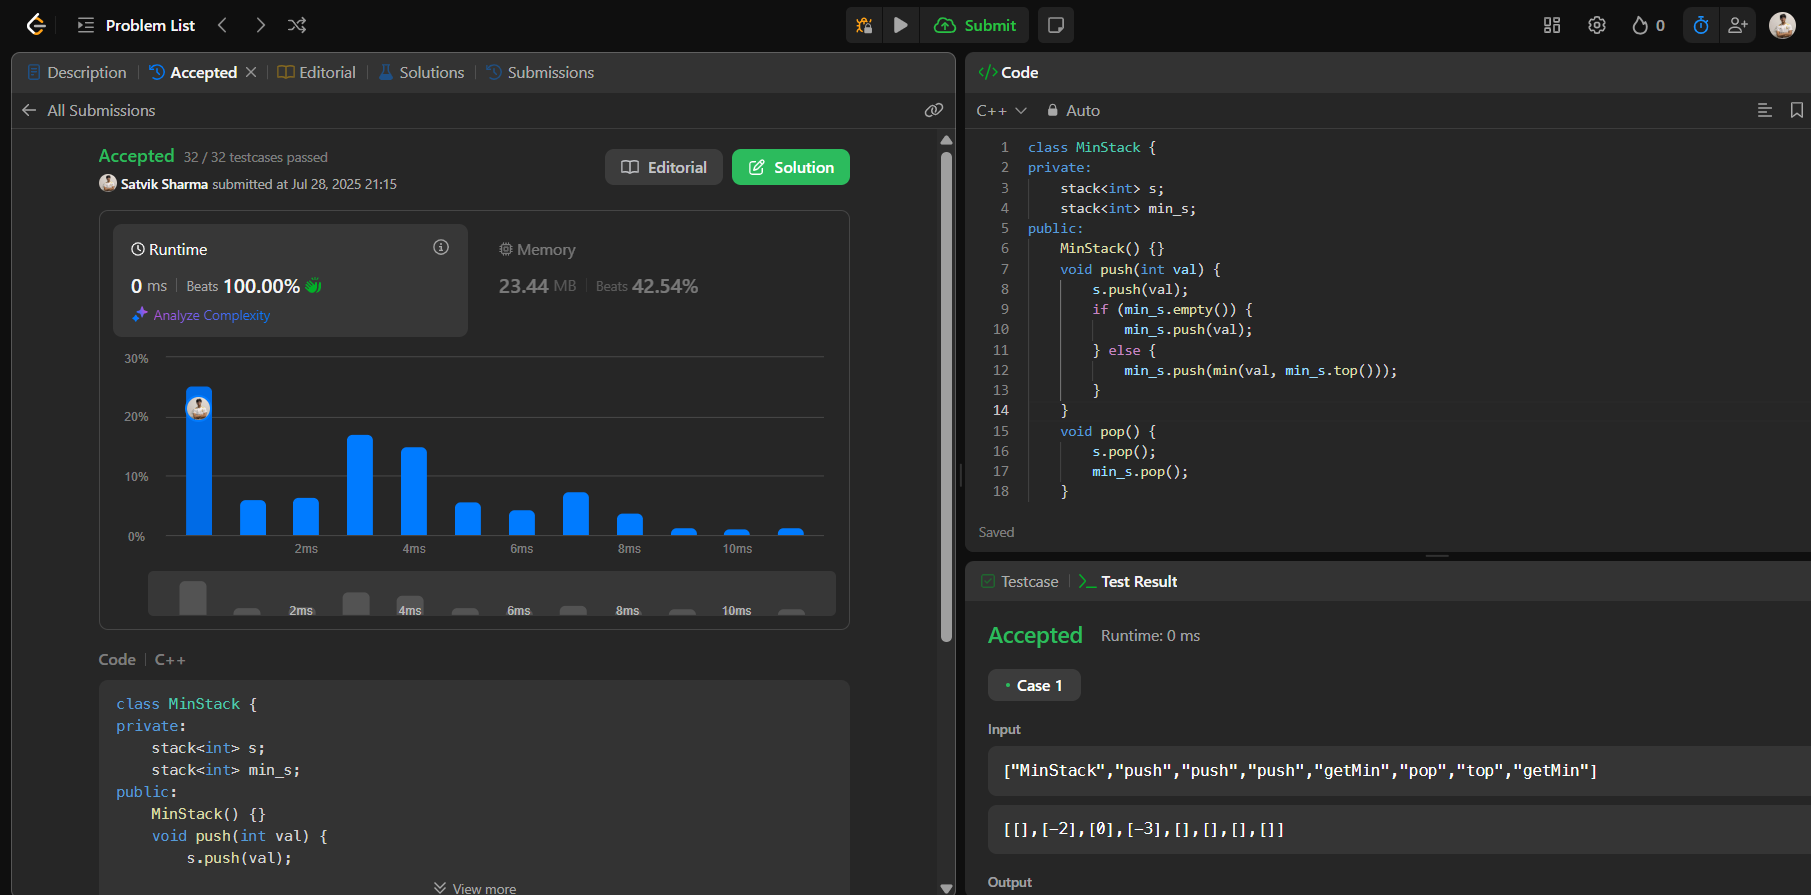 Problem List
Submit
0
Description
Accepted
Editorial
Solutions
Submissions
All Submissions
Accepted 32 / 32 testcases passed
Satvik Sharma submitted at Jul 28, 2025 21:15
Editorial
Solution
Runtime
0 ms Beats 100.00%
Analyze Complexity
Memory
23.44 MB Beats 42.54%
30%
20%
10%
0%
2ms 4ms 6ms 8ms 10ms
2ms 4ms 6ms 8ms 10ms
Code C++
class MinStack {
private:
    stack<int> s;
    stack<int> min_s;
public:
    MinStack() {}
    void push(int val) {
        s.push(val);
View more
</> Code
C++ Auto
1 class MinStack {
2 private:
3     stack<int> s;
4     stack<int> min_s;
5 public:
6     MinStack() {}
7     void push(int val) {
8         s.push(val);
9         if (min_s.empty()) {
10             min_s.push(val);
11         } else {
12             min_s.push(min(val, min_s.top()));
13         }
14     }
15     void pop() {
16         s.pop();
17         min_s.pop();
18     }
Saved
Testcase
Test Result
Accepted Runtime: 0 ms
• Case 1
Input
["MinStack","push","push","push","getMin","pop","top","getMin"]
[[],[-2],[0],[-3],[],[],[],[]]
Output